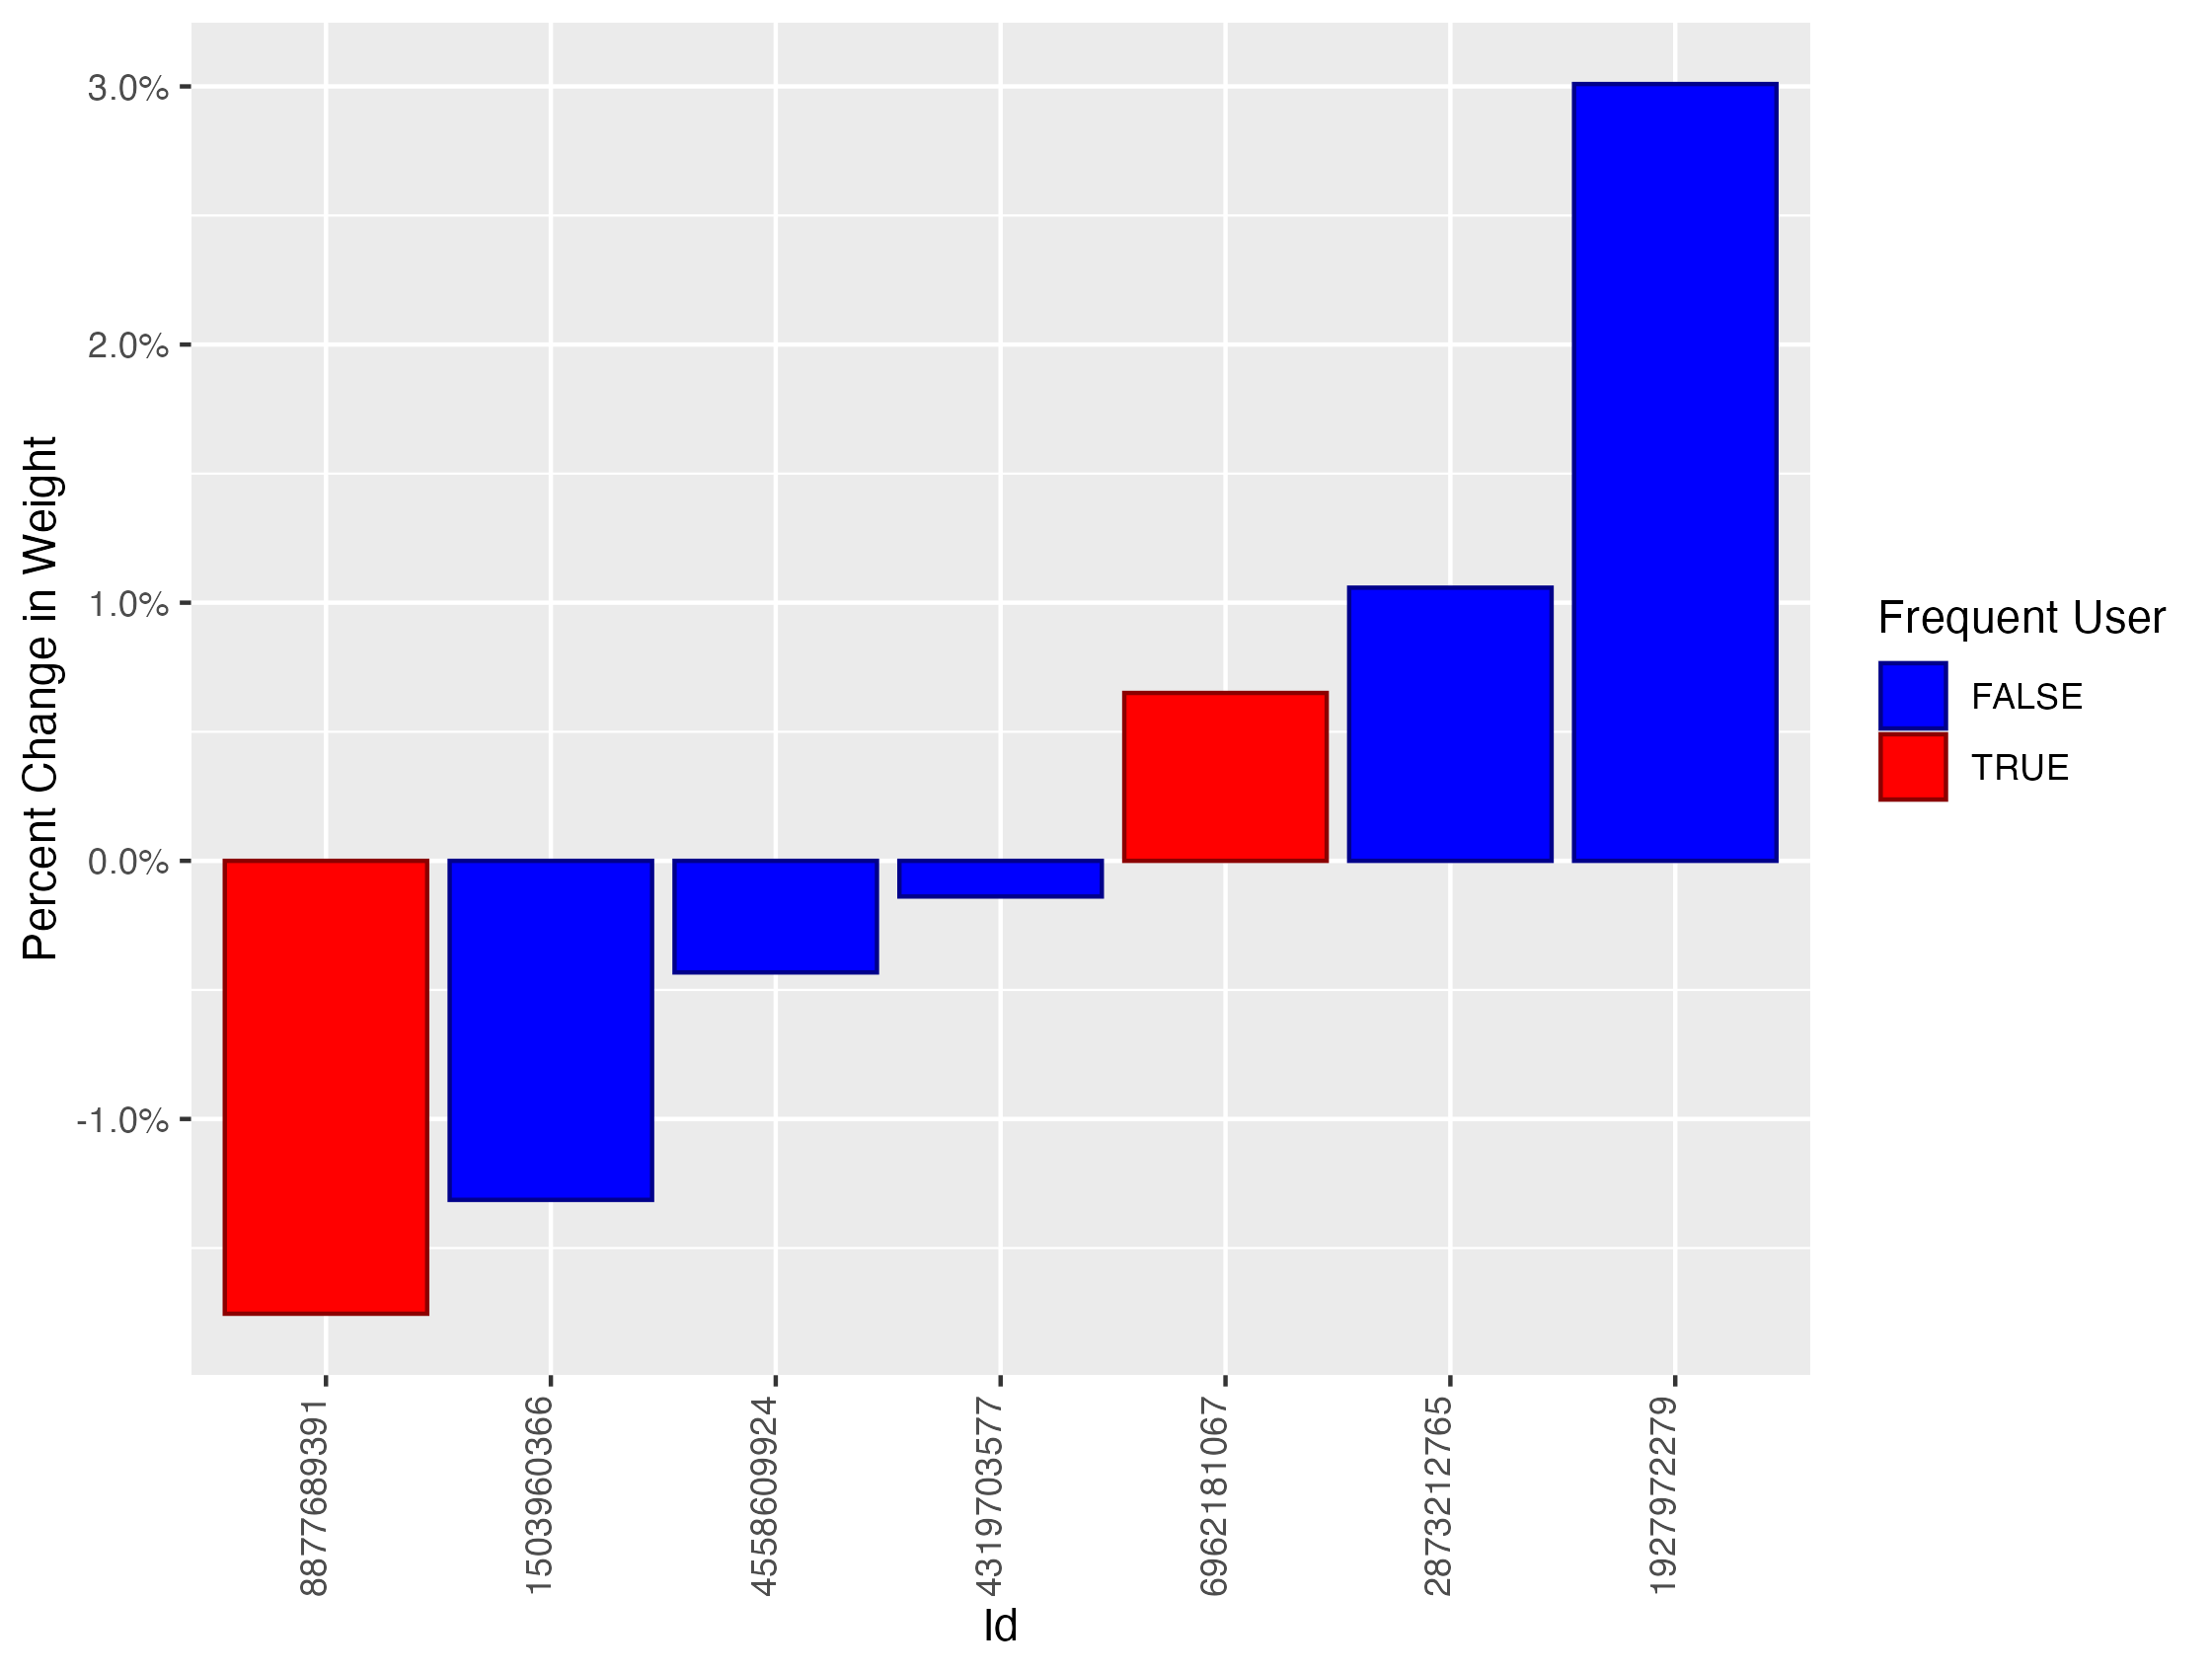 Percent Change in Weight
3.0%
2.0%
1.0%
0.0%
-1.0%
8877689391
1503960366
4558609924
4319703577
6962181067
2873212765
1927972279
Id
Frequent User
FALSE
TRUE